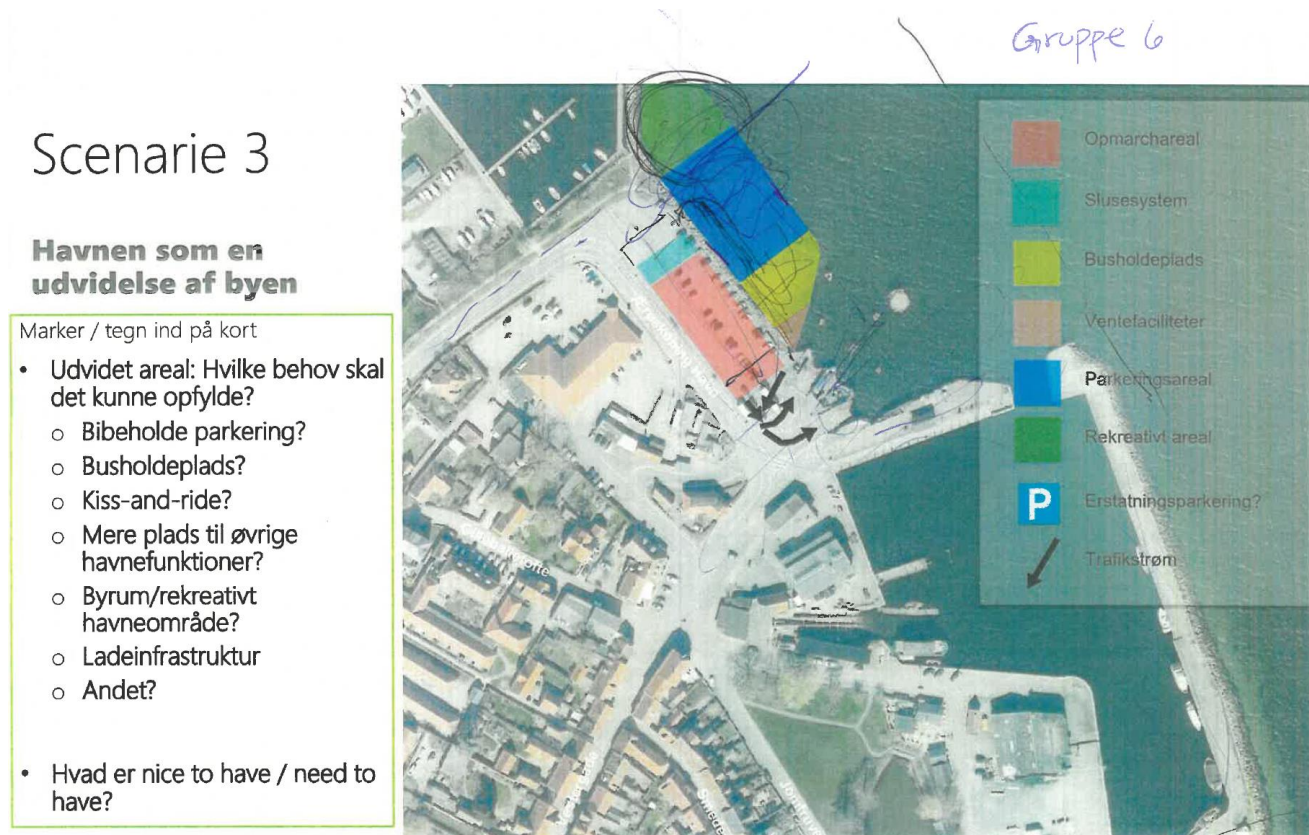 Gruppe 6
Scenarie 3
Havnen som en
udvidelse af byen
Marker / tegn ind på kort
• Udvidet areal: Hvilke behov skal
det kunne opfylde?
o Bibeholde parkering?
o Busholdeplads?
o Kiss-and-ride?
o Mere plads til øvrige
havnefunktioner?
o Byrum/rekreativt
havneområde?
o Ladeinfrastruktur
o Andet?
• Hvad er nice to have / need to
have?
Opmarchareal
Slusesystem
Busholdeplads
Ventefaciliteter
Parkeringsareal
Rekreativt areal
P
Erstatningsparkering?
Trafikstrøm